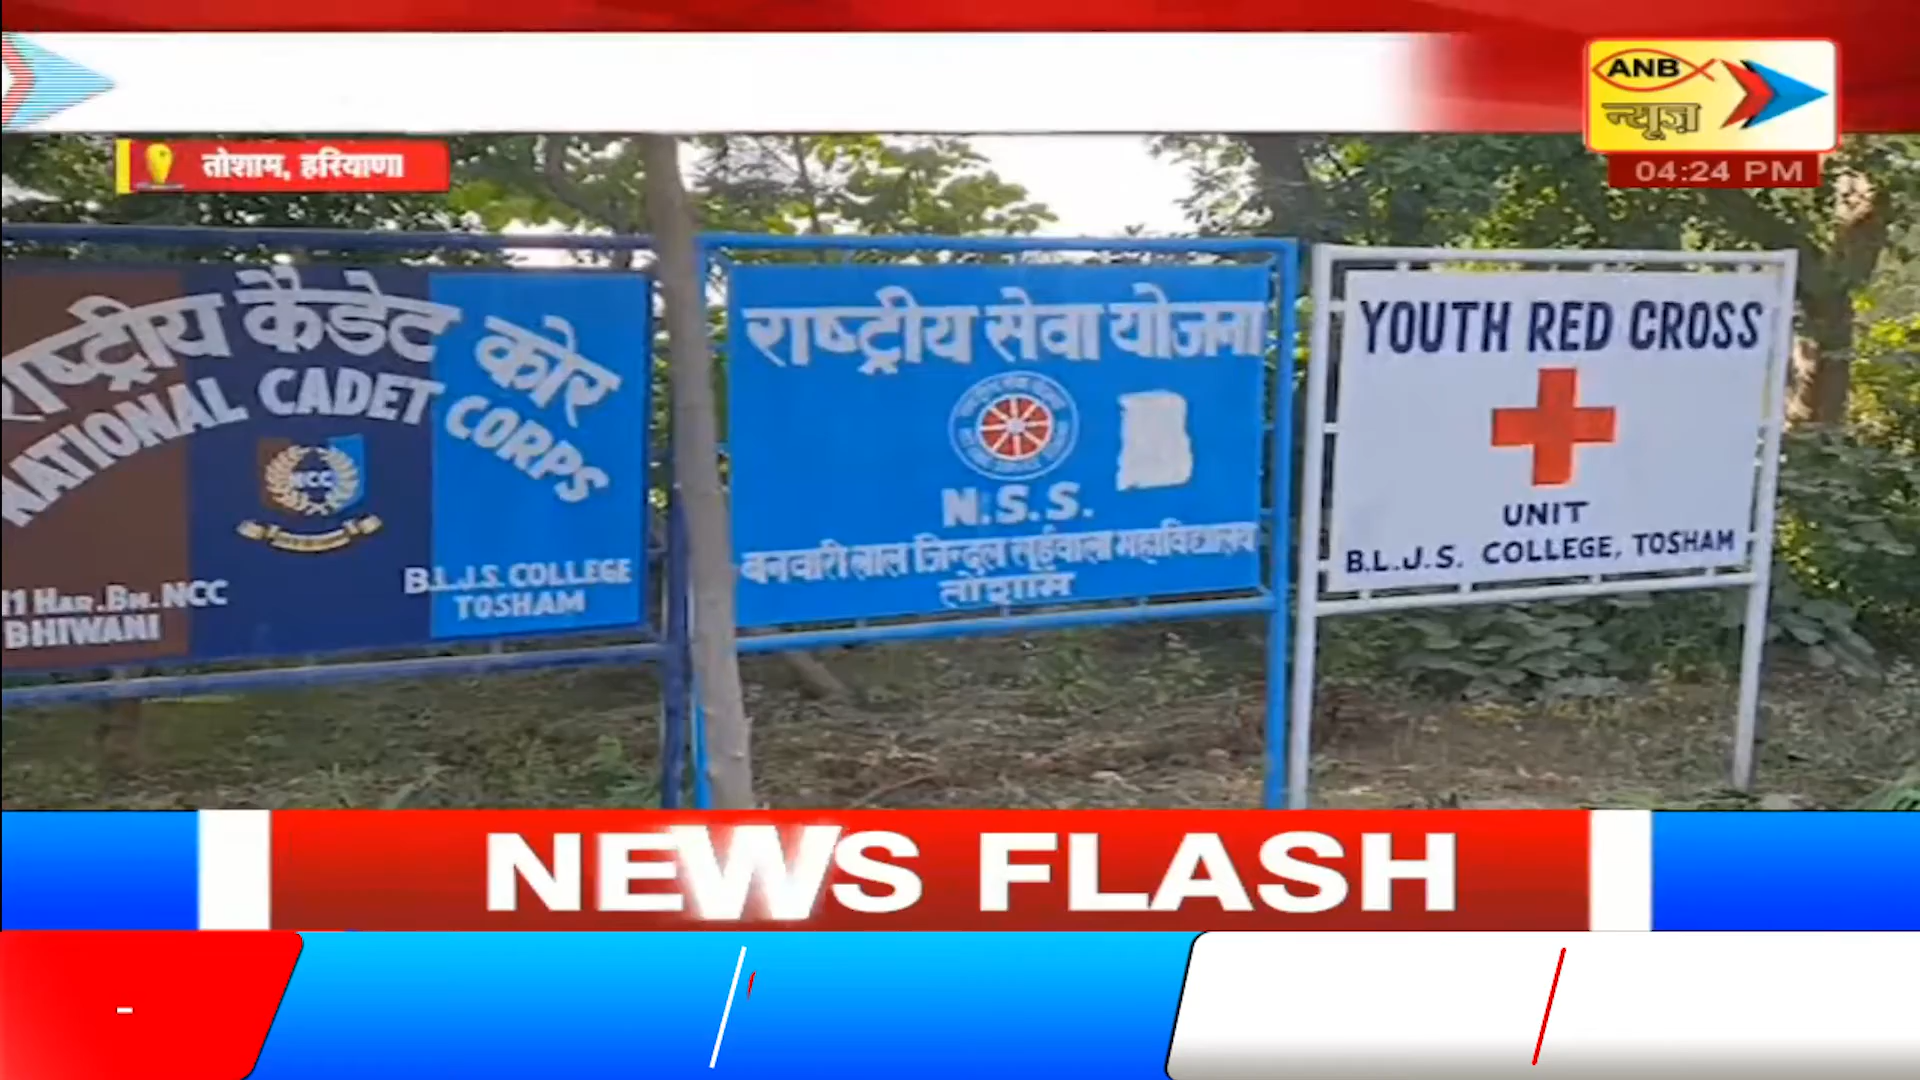 ANB
न्यूज़
04:24 PM
तोशाम, हरियाणा
राष्ट्रीय कैडेट कोर
NATIONAL CADET CORPS
NCC
11 HAR.BN.NCC
BHIWANI
B.L.J.S. COLLEGE
TOSHAM
राष्ट्रीय सेवा योजना
N.S.S.
बनवारी लाल जिन्दल सूईवाला महाविद्यालय
तोशाम
YOUTH RED CROSS
UNIT
B.L.J.S. COLLEGE, TOSHAM
NEWS FLASH